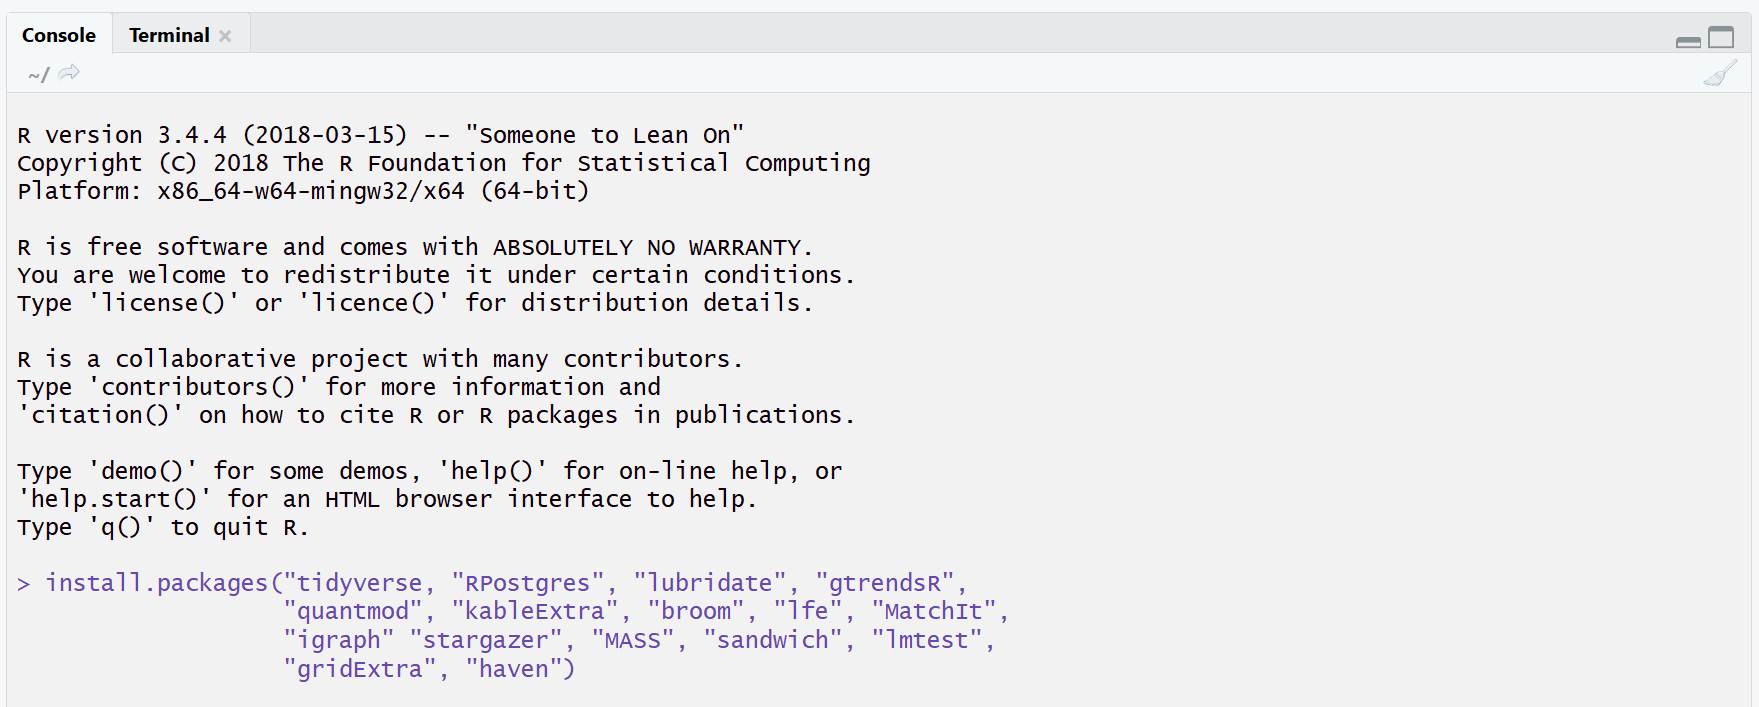 Console Terminal
~/
R version 3.4.4 (2018-03-15) -- "Someone to Lean On"
Copyright (C) 2018 The R Foundation for Statistical Computing
Platform: x86_64-w64-mingw32/x64 (64-bit)
R is free software and comes with ABSOLUTELY NO WARRANTY.
You are welcome to redistribute it under certain conditions.
Type 'license()' or 'licence()' for distribution details.
R is a collaborative project with many contributors.
Type 'contributors()' for more information and
'citation()' on how to cite R or R packages in publications.
Type 'demo()' for some demos, 'help()' for on-line help, or
'help.start()' for an HTML browser interface to help.
Type 'q()' to quit R.
> install.packages("tidyverse, "RPostgres", "lubridate", "gtrendsR",
"quantmod", "kableExtra", "broom", "lfe", "MatchIt",
"igraph" "stargazer", "MASS", "sandwich", "lmtest",
"gridExtra", "haven")